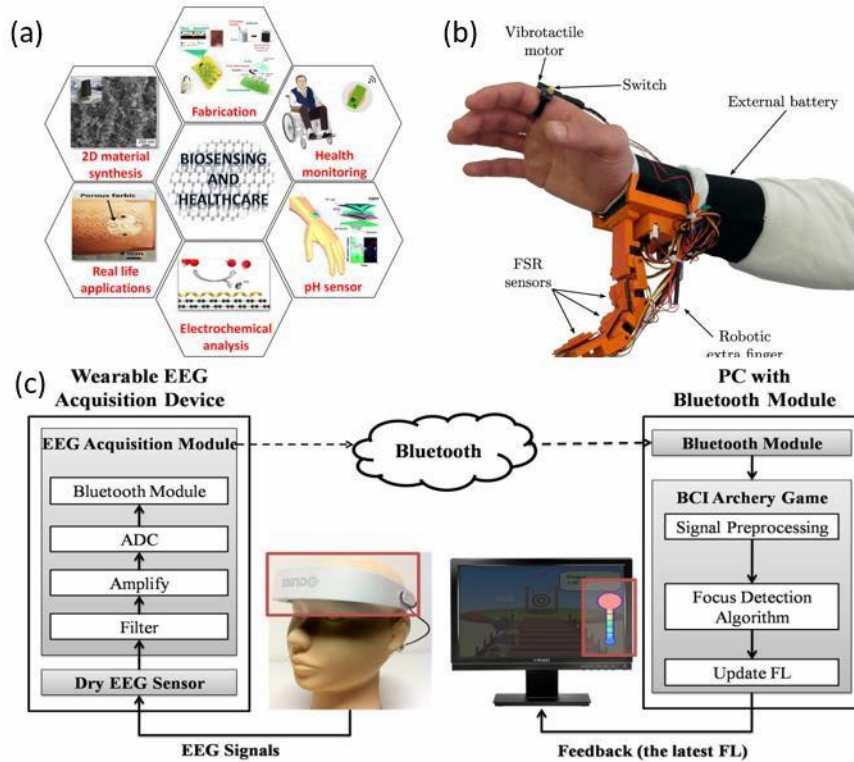 (a)
Fabrication
2D material
synthesis
BIOSENSING
AND
HEALTHCARE
Health
monitoring
Porous farbic
Real life
applications
pH sensor
Electrochemical
analysis
(b)
Vibrotactile
motor
Switch
External battery
FSR
sensors
Robotic
extra finger
(c)
Wearable EEG
Acquisition Device
EEG Acquisition Module
Bluetooth Module
ADC
Amplify
Filter
Dry EEG Sensor
EEG Signals
Bluetooth
PC with
Bluetooth Module
Bluetooth Module
BCI Archery Game
Signal Preprocessing
Focus Detection
Algorithm
Update FL
Feedback (the latest FL)